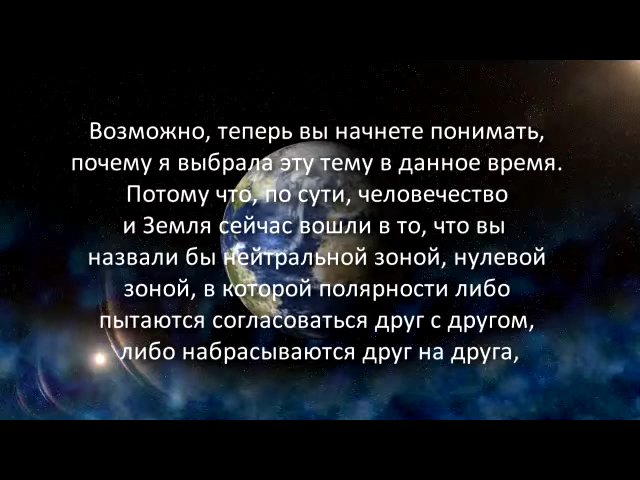 Возможно, теперь вы начнете понимать,
почему я выбрала эту тему в данное время.
Потому что, по сути, человечество
и Земля сейчас вошли в то, что вы
назвали бы нейтральной зоной, нулевой
зоной, в которой полярности либо
пытаются согласоваться друг с другом,
либо набрасываются друг на друга,